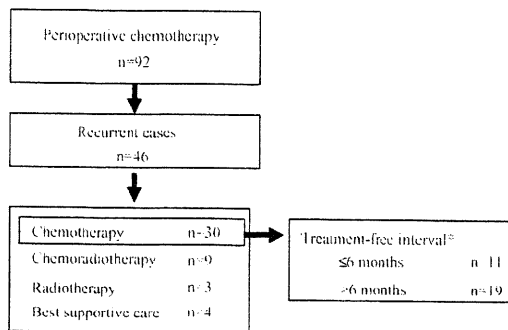 Perioperative chemotherapy
n=92
Recurrent cases
n=46
Chemotherapy n=30
Chemoradiotherapy n=9
Radiotherapy n=3
Best supportive care n=4
Treatment-free interval*
≤6 months n=11
>6 months n=19